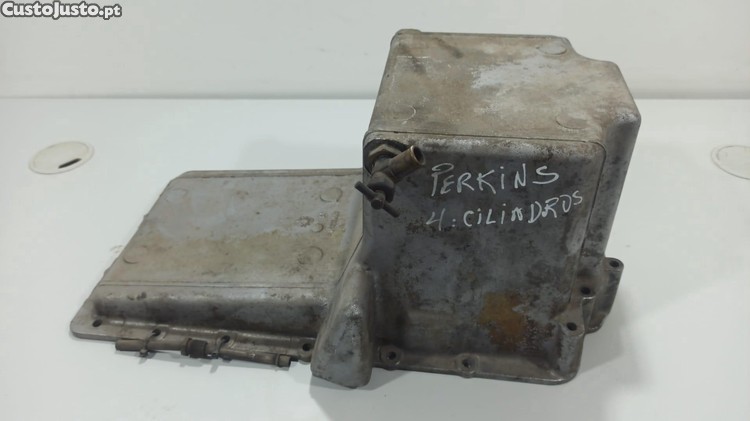 CustoJusto.pt
PERKINS
4. CILINDROS